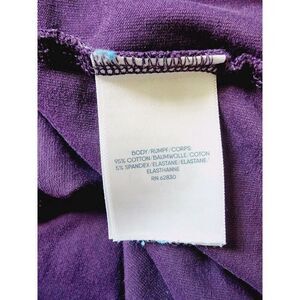 BODY/RUMPF/CORPS:
95% COTTON/BAUMWOLLE/COTON
5% SPANDEX/ELASTANE/ELASTANE/
ELASTHANNE
RN 62830